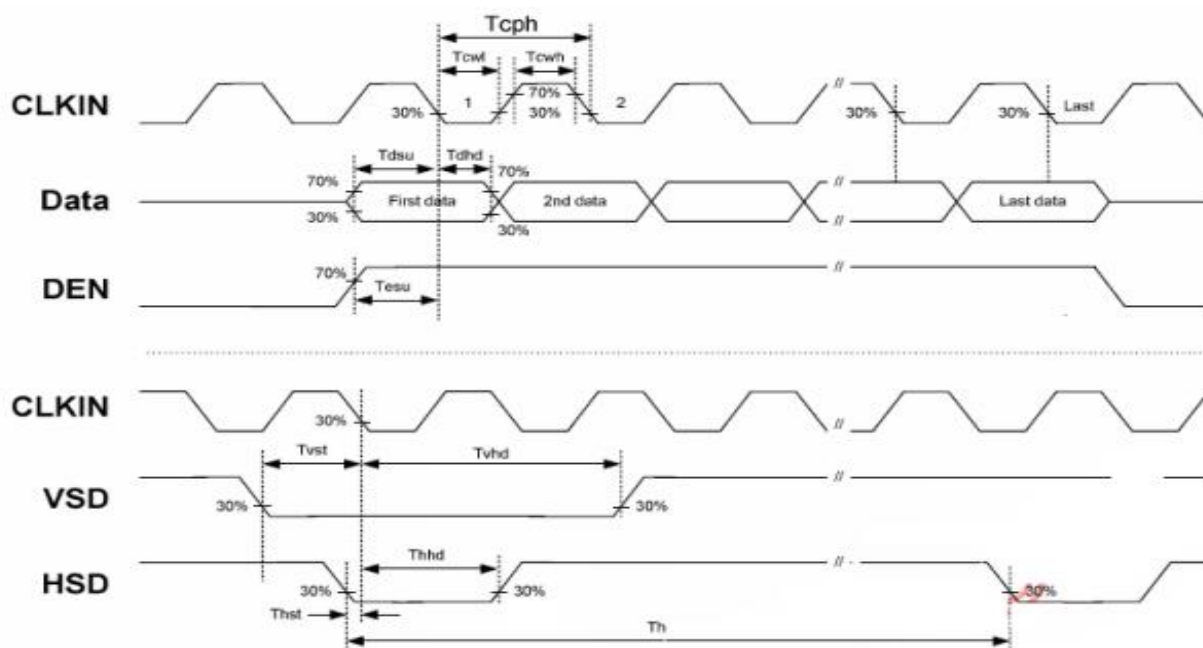 Tcph
Tcwl Tcwh
CLKIN 30% 1 70% 30% 2 // 30% 30% Last
Tdsu Tdhd
70% 70%
Data First data 2nd data // Last data
30% 30%
//
DEN 70%
Tesu
CLKIN 30% //
Tvst Tvhd
VSD 30% 30% //
Thhd //
HSD 30% 30% 30%
Thst
Th